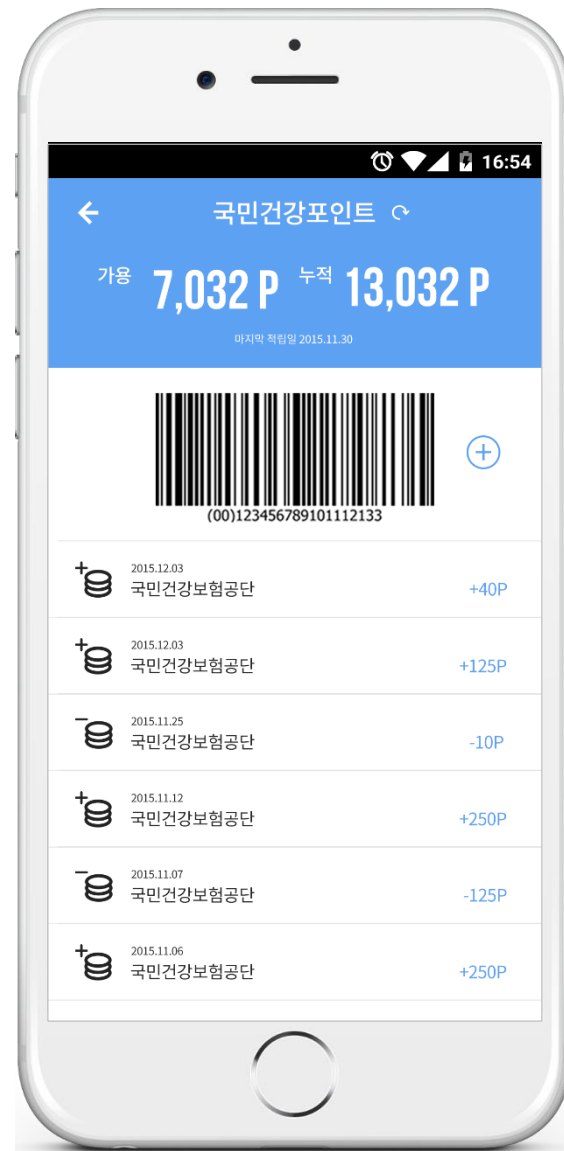 16:54
국민건강포인트
가용 7,032 P 누적 13,032 P
마지막 적립일 2015.11.30
(00)123456789101112133
2015.12.03
국민건강보험공단 +40P
2015.12.03
국민건강보험공단 +125P
2015.11.25
국민건강보험공단 -10P
2015.11.12
국민건강보험공단 +250P
2015.11.07
국민건강보험공단 -125P
2015.11.06
국민건강보험공단 +250P